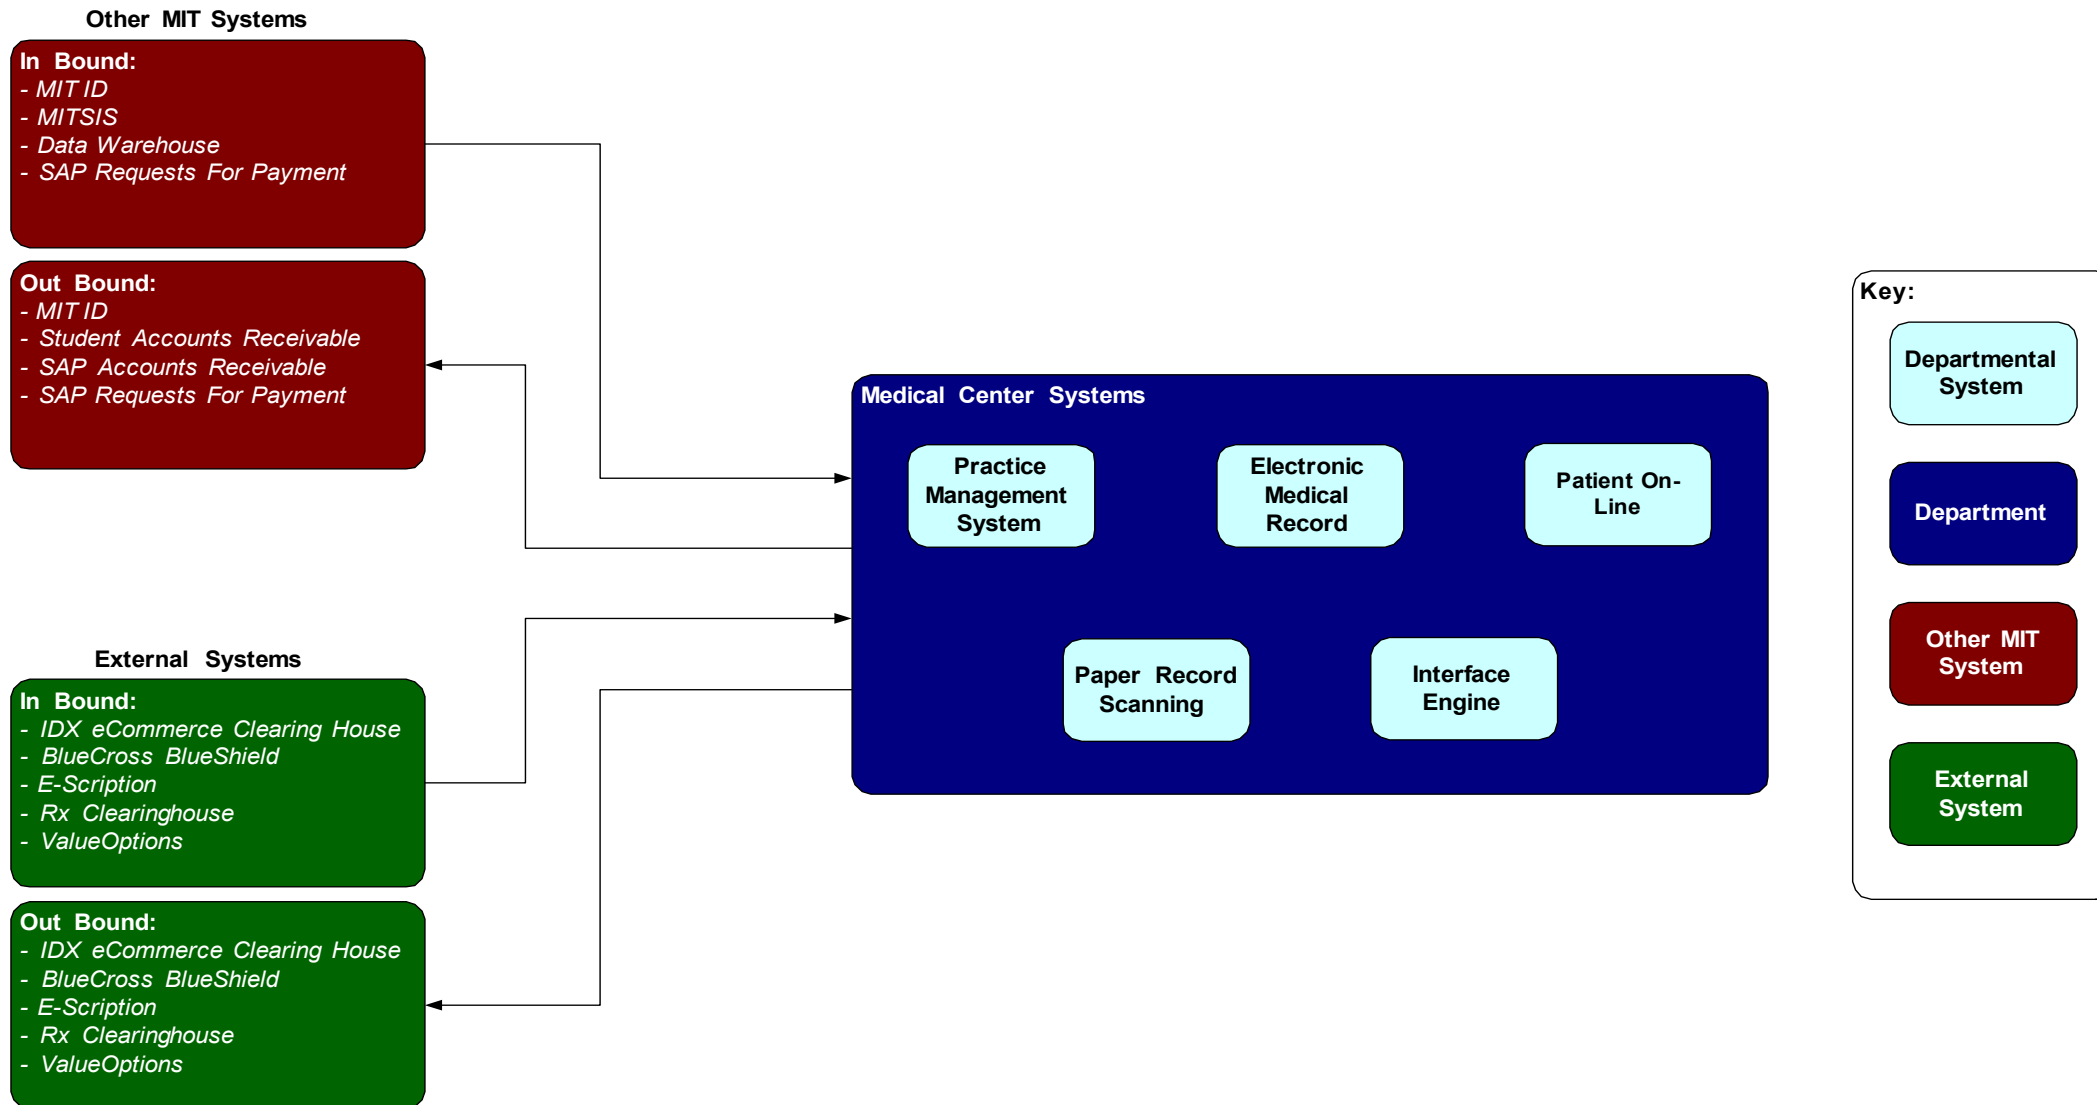 Other MIT Systems
In Bound:
- MIT ID
- MITSIS
- Data Warehouse
- SAP Requests For Payment
Out Bound:
- MIT ID
- Student Accounts Receivable
- SAP Accounts Receivable
- SAP Requests For Payment
External Systems
In Bound:
- IDX eCommerce Clearing House
- BlueCross BlueShield
- E-Scription
- Rx Clearinghouse
- ValueOptions
Out Bound:
- IDX eCommerce Clearing House
- BlueCross BlueShield
- E-Scription
- Rx Clearinghouse
- ValueOptions
Medical Center Systems
Practice
Management
System
Electronic
Medical
Record
Patient On-
Line
Paper Record
Scanning
Interface
Engine
Key:
Departmental
System
Department
Other MIT
System
External
System